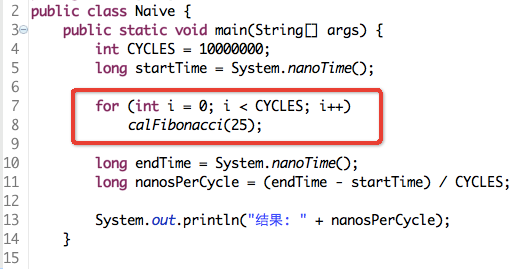 2 public class Naive {
3 public static void main(String[] args) {
4 int CYCLES = 10000000;
5 long startTime = System.nanoTime();
6
7 for (int i = 0; i < CYCLES; i++)
8 calFibonacci(25);
9
10 long endTime = System.nanoTime();
11 long nanosPerCycle = (endTime - startTime) / CYCLES;
12
13 System.out.println("结果: " + nanosPerCycle);
14 }
15